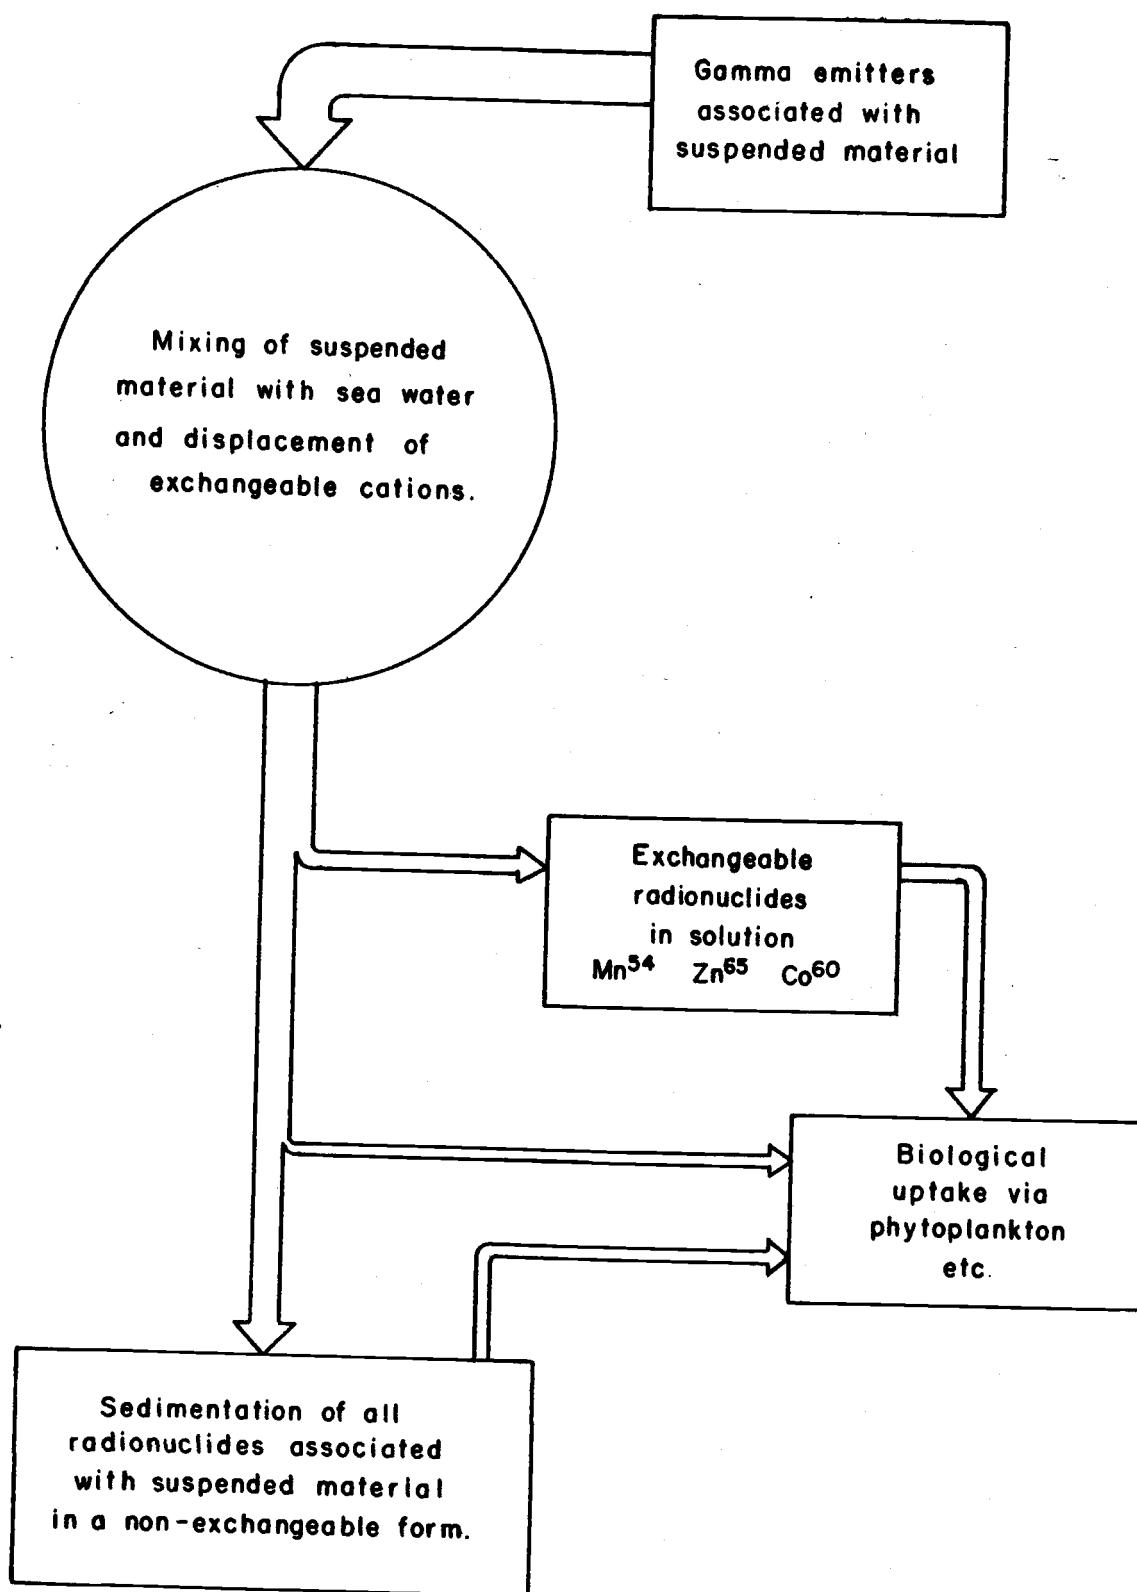 Gamma emitters
associated with
suspended material
Mixing of suspended
material with sea water
and displacement of
exchangeable cations.
Exchangeable
radionuclides
in solution
Mn⁵⁴ Zn⁶⁵ Co⁶⁰
Biological
uptake via
phytoplankton
etc.
Sedimentation of all
radionuclides associated
with suspended material
in a non-exchangeable form.